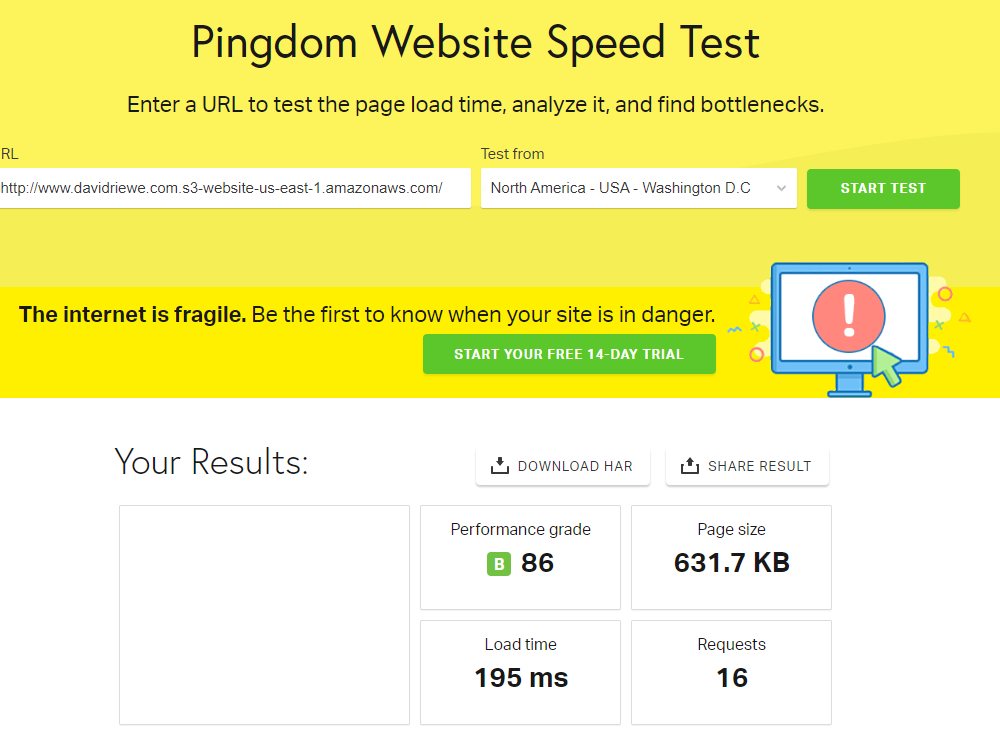 Pingdom Website Speed Test
Enter a URL to test the page load time, analyze it, and find bottlenecks.
RL
Test from
http://www.davidriewe.com.s3-website-us-east-1.amazonaws.com/
North America - USA - Washington D.C
START TEST
The internet is fragile. Be the first to know when your site is in danger.
START YOUR FREE 14-DAY TRIAL
!
Your Results:
DOWNLOAD HAR
SHARE RESULT
Performance grade
B 86
Page size
631.7 KB
Load time
195 ms
Requests
16